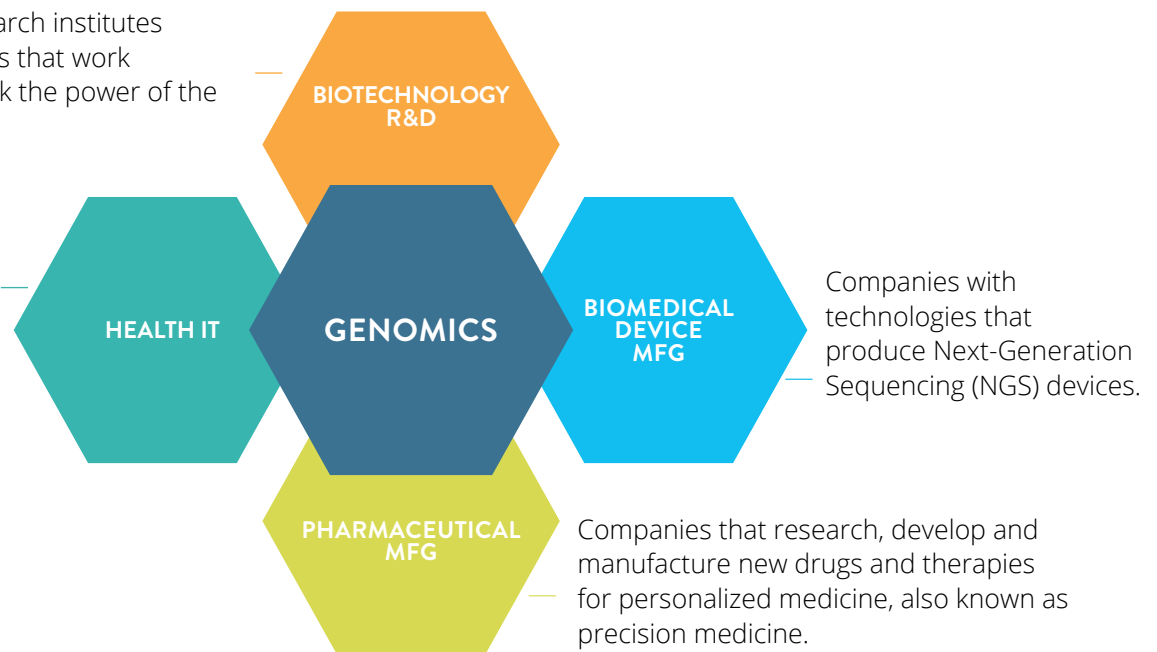 s that work
k the power of the
BIOTECHNOLOGY
R&D
HEALTH IT
GENOMICS
BIOMEDICAL
DEVICE
MFG
Companies with
technologies that
produce Next-Generation
Sequencing (NGS) devices.
PHARMACEUTICAL
MFG
Companies that research, develop and
manufacture new drugs and therapies
for personalized medicine, also known as
precision medicine.